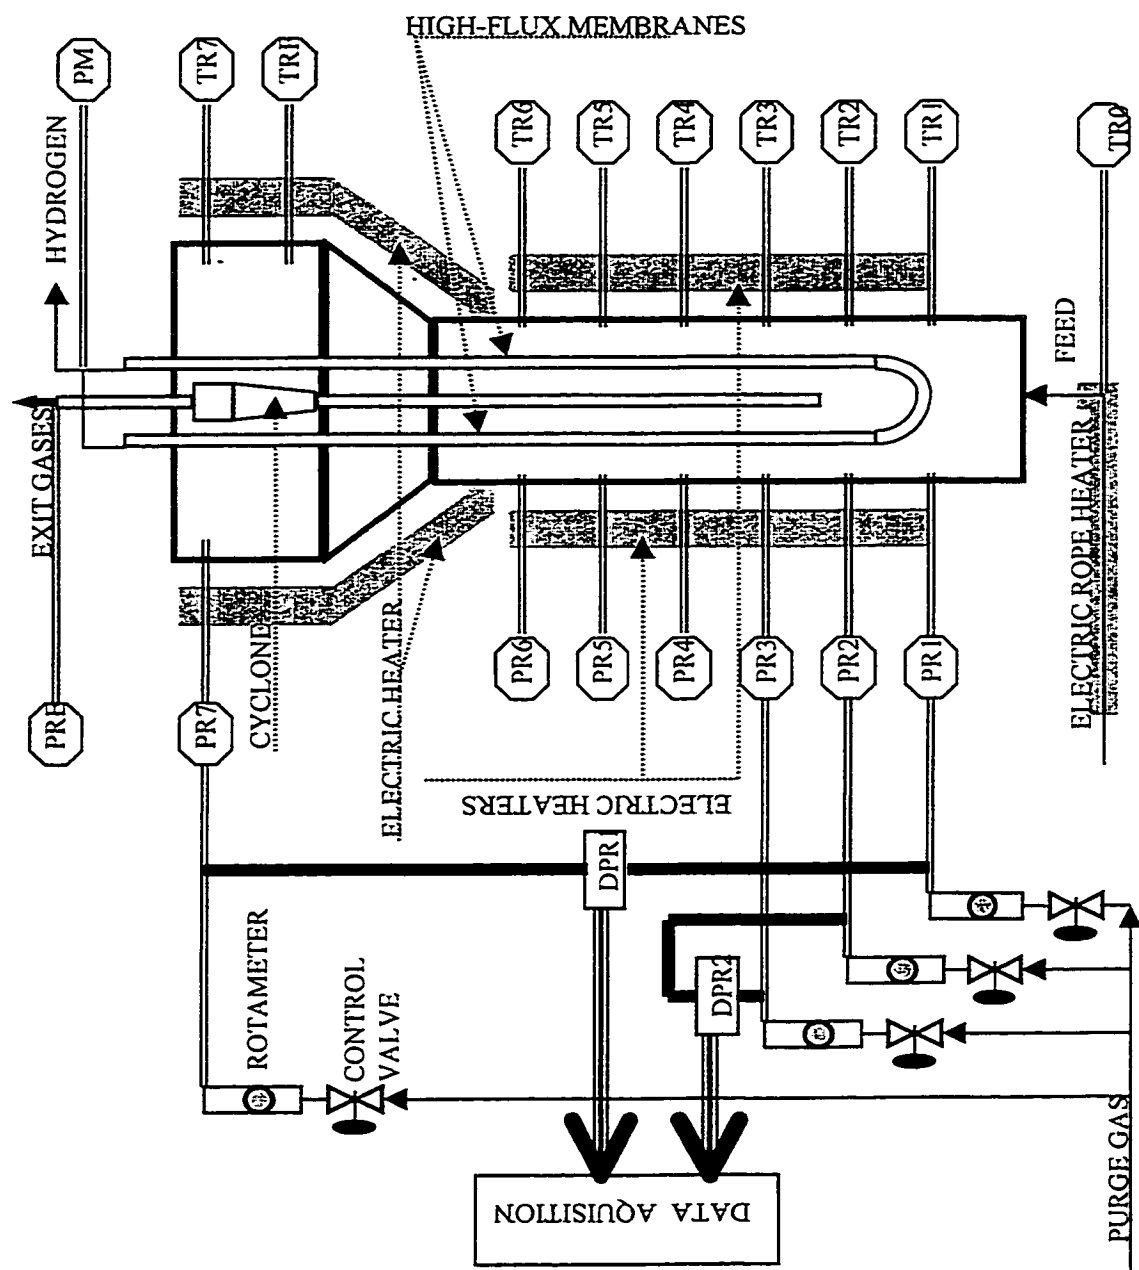 HIGH-FLUX MEMBRANES
PM
TR7
TRF
HYDROGEN
TR6
TR5
TR4
TR3
TR2
TR1
TR0
FEED
EXIT GASES
ELECTRIC ROPE HEATER
PRE
PR7
CYCLONE
ELECTRIC HEATER
PR6
PR5
PR4
PR3
PR2
PR1
ELECTRIC HEATERS
DPR1
DPR2
ROTAMETER
CONTROL
VALVE
PURGE GAS
DATA AQUISITION